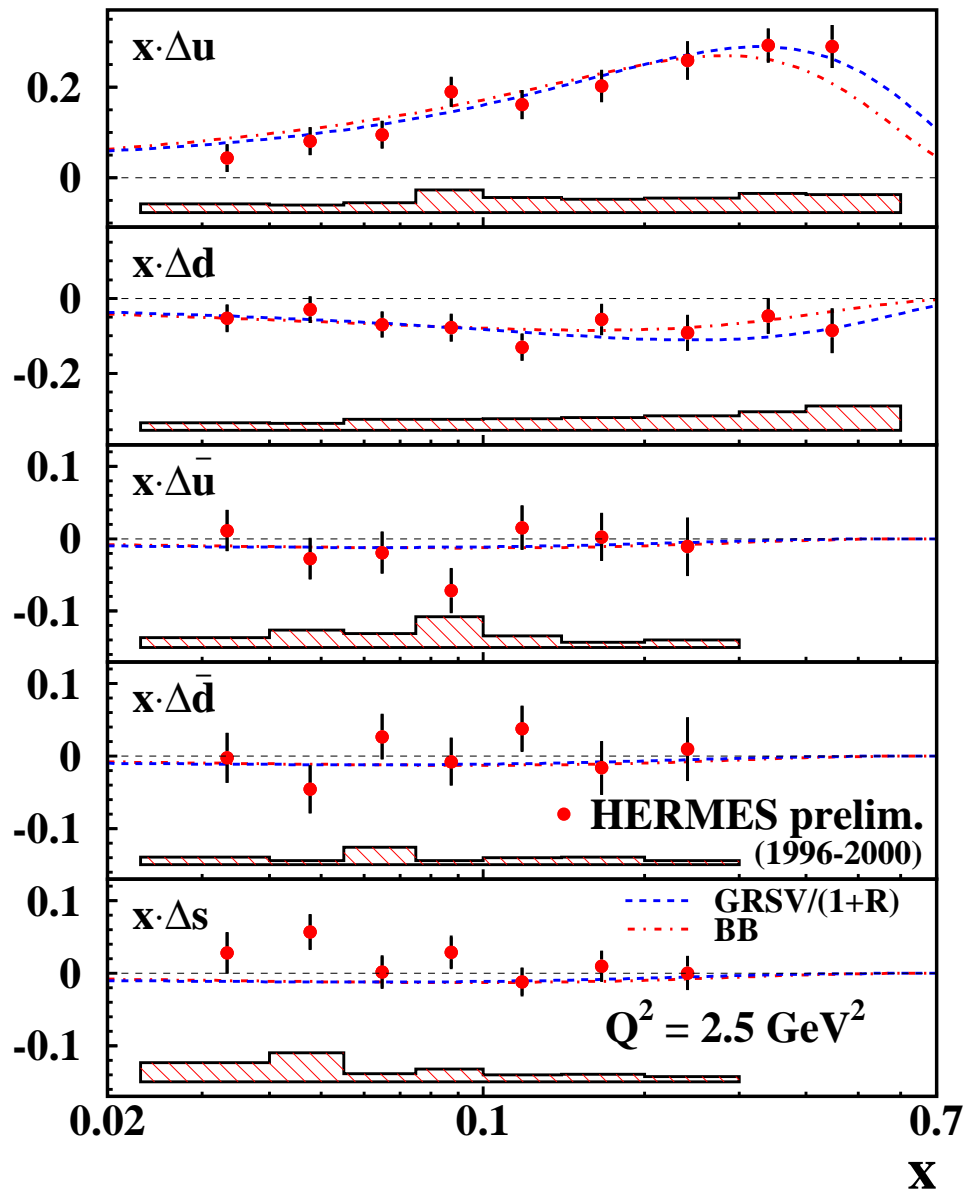 x·Δu
0.2
0
x·Δd
0
-0.2
x·Δū
0.1
0
-0.1
x·Δd̄
0.1
0
-0.1
HERMES prelim.
(1996-2000)
x·Δs
0.1
0
-0.1
GRSV/(1+R)
BB
Q² = 2.5 GeV²
0.02 0.1 0.7
x